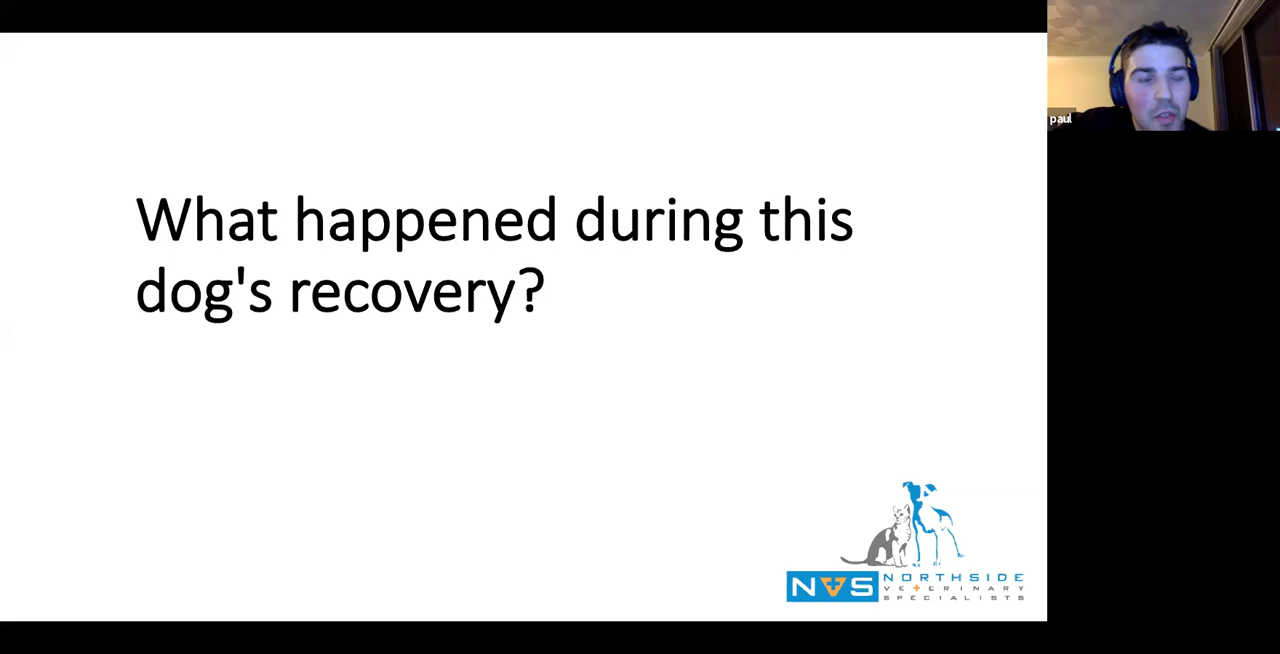 paul
What happened during this
dog's recovery?
NVS NORTHSIDE
VETERINARY
SPECIALISTS